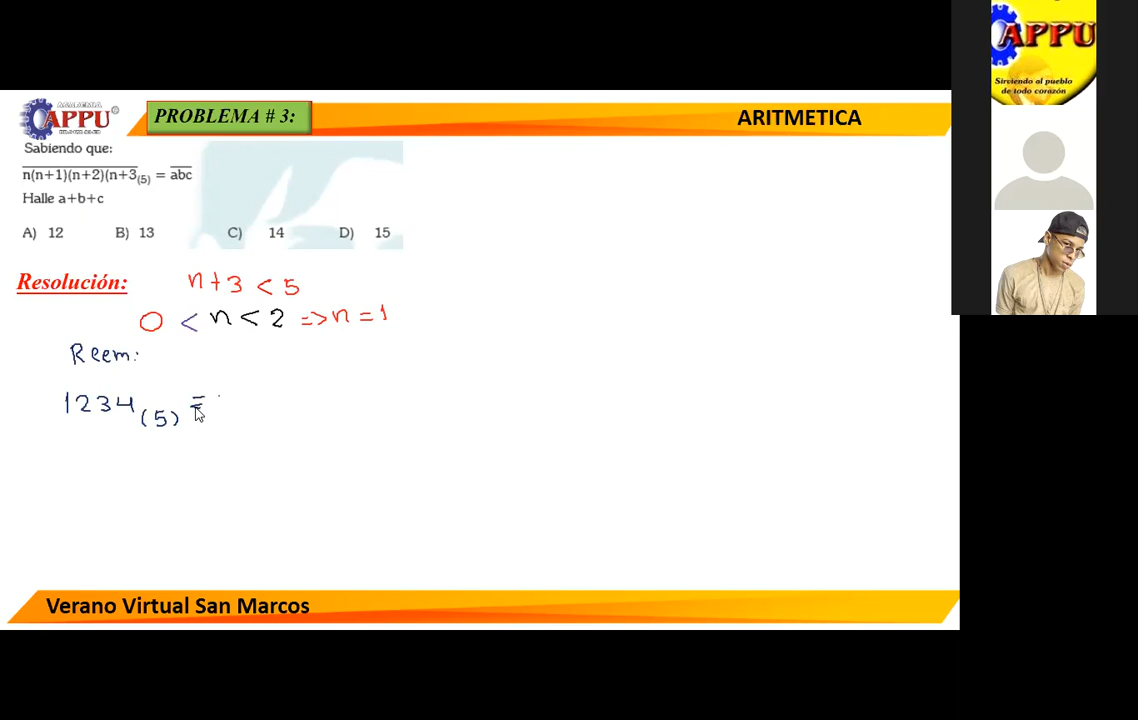 APPU
Sirviendo al pueblo
de todo corazón
ACADEMIA
APPU
PROBLEMA # 3:
ARITMETICA
Sabiendo que:
n(n+1)(n+2)(n+3(5) = abc
Halle a+b+c
A) 12 B) 13 C) 14 D) 15
Resolución: n + 3 < 5
0 < n < 2 => n = 1
Reem:
1234(5) =
Verano Virtual San Marcos